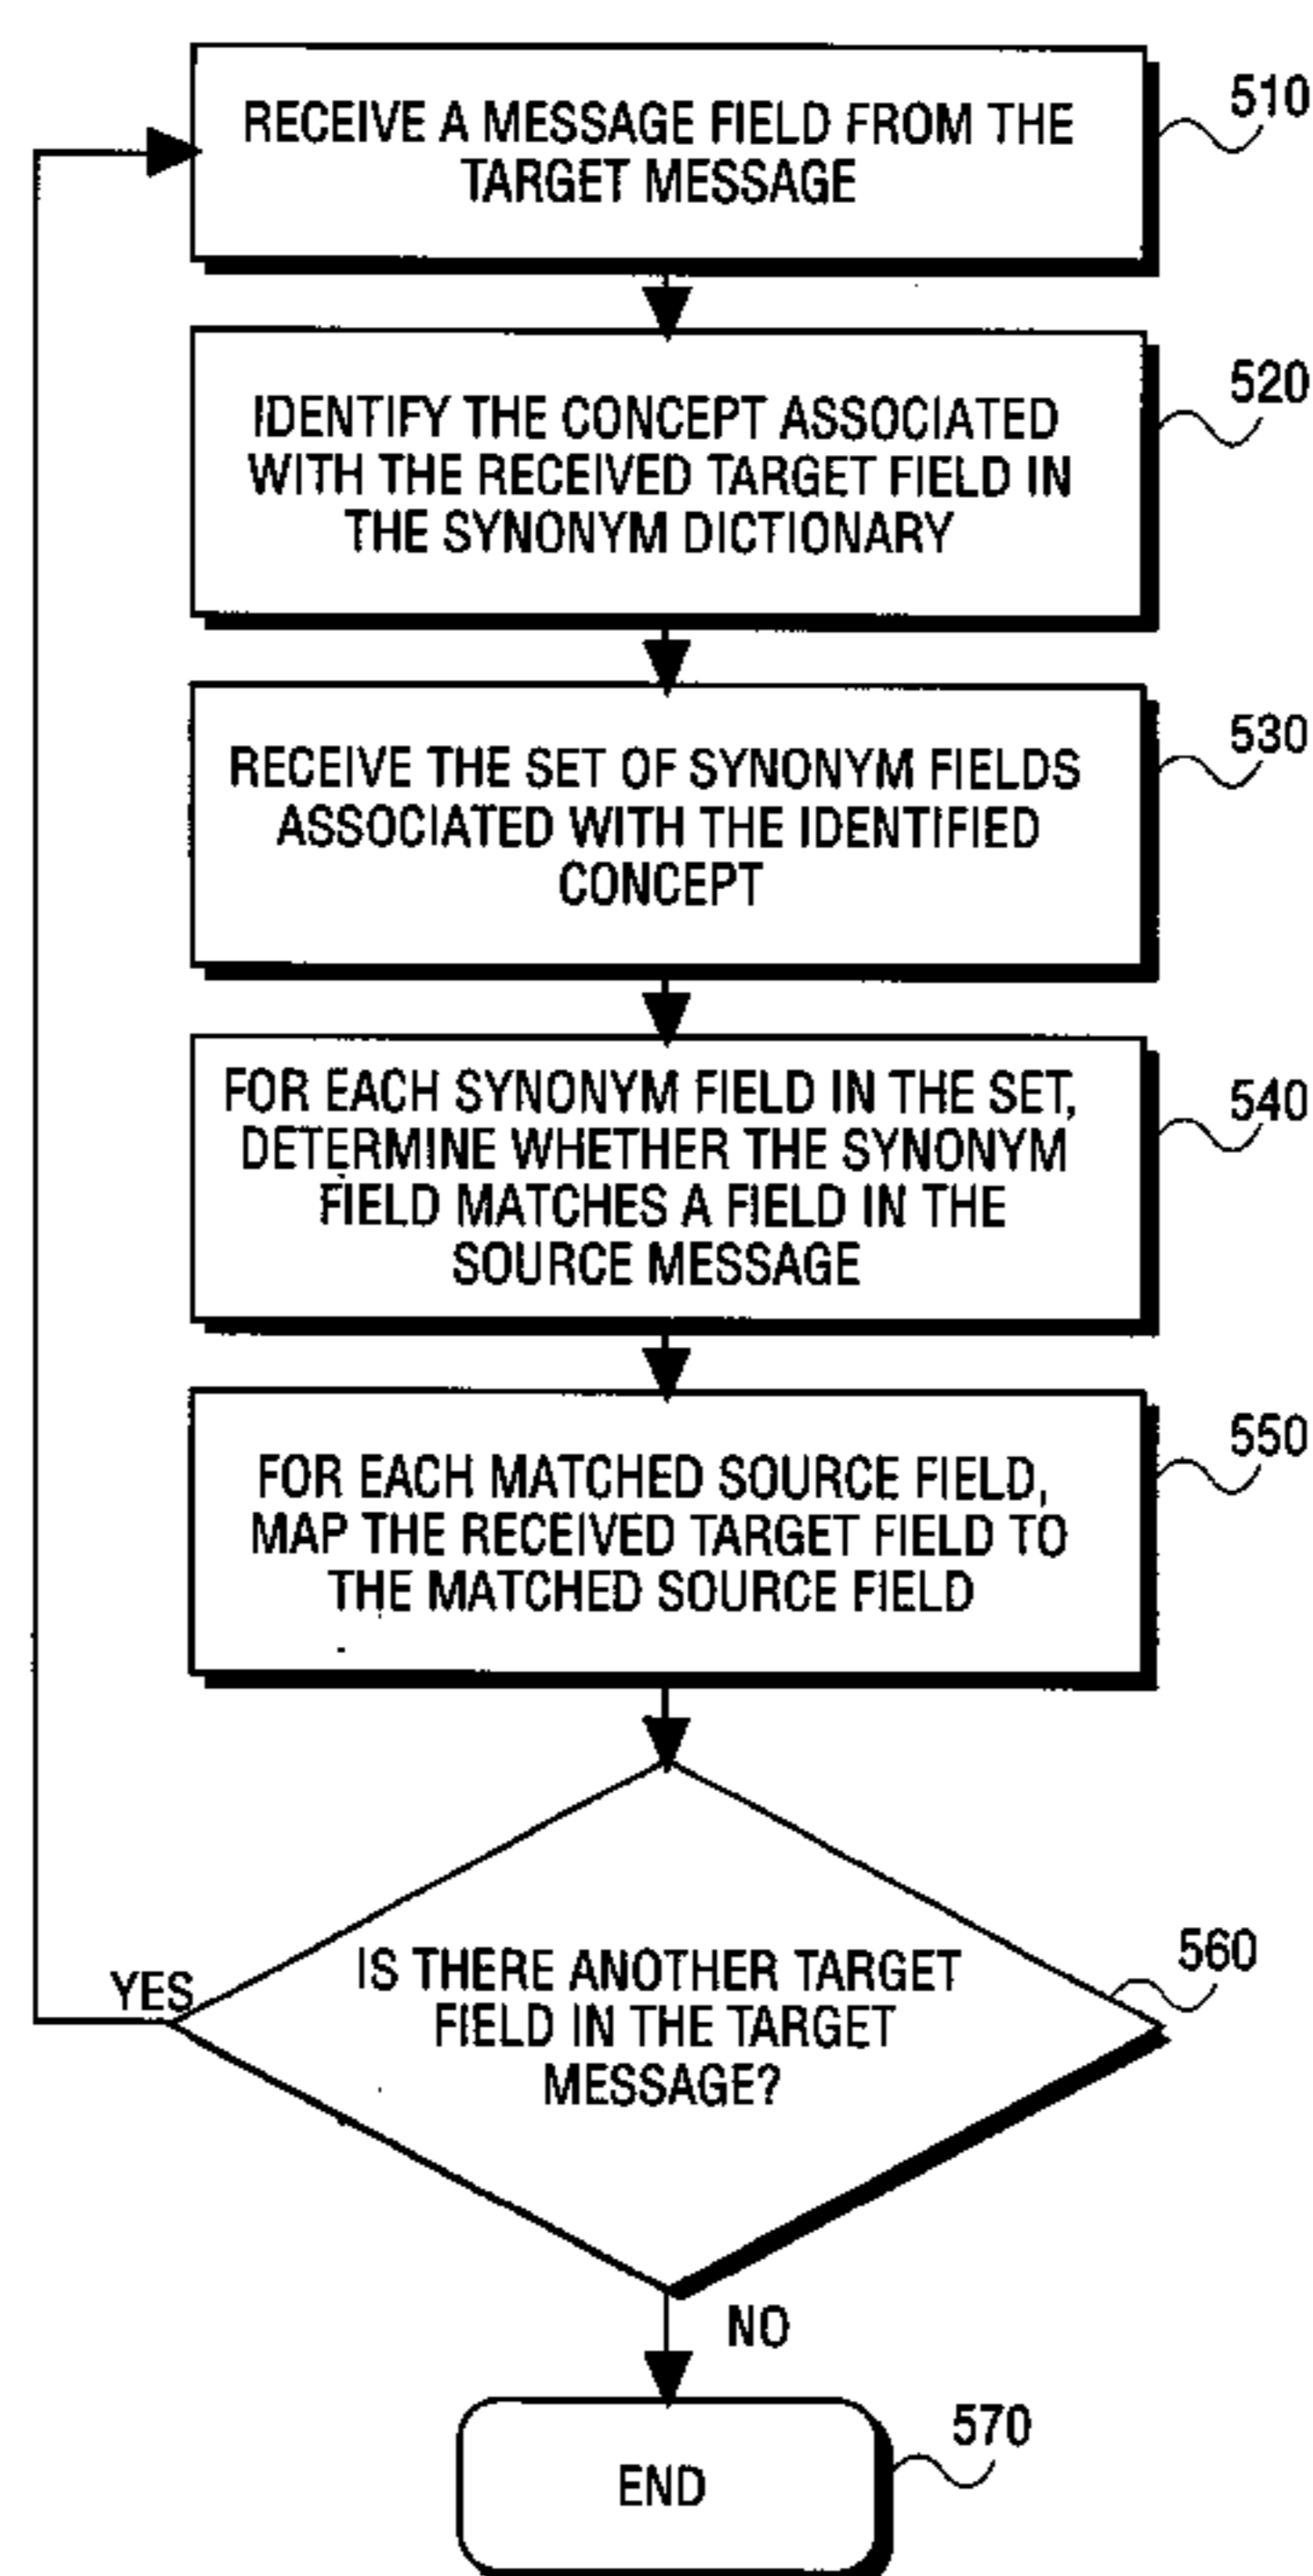 RECEIVE A MESSAGE FIELD FROM THE
TARGET MESSAGE
510
IDENTIFY THE CONCEPT ASSOCIATED
WITH THE RECEIVED TARGET FIELD IN
THE SYNONYM DICTIONARY
520
RECEIVE THE SET OF SYNONYM FIELDS
ASSOCIATED WITH THE IDENTIFIED
CONCEPT
530
FOR EACH SYNONYM FIELD IN THE SET,
DETERMINE WHETHER THE SYNONYM
FIELD MATCHES A FIELD IN THE
SOURCE MESSAGE
540
FOR EACH MATCHED SOURCE FIELD,
MAP THE RECEIVED TARGET FIELD TO
THE MATCHED SOURCE FIELD
550
IS THERE ANOTHER TARGET
FIELD IN THE TARGET
MESSAGE?
560
YES
NO
END
570